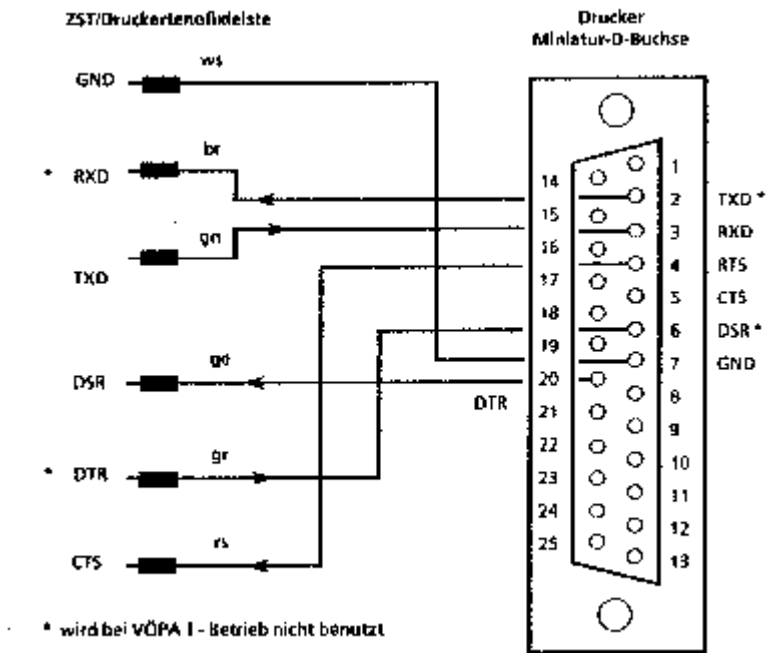 ZST/Druckartenofixleiste
Drucker
Miniatur-D-Buchse
GND
ws
* RXD
br
TXD
gn
DSR
gd
DTR
* DTR
gr
CTS
rs
14
15
16
17
18
19
20
21
22
23
24
25
1
2 TXD *
3 RXD
4 RTS
5 CTS
6 DSR *
7 GND
8
9
10
11
12
13
* wird bei VÖPA 1 - Betrieb nicht benutzt